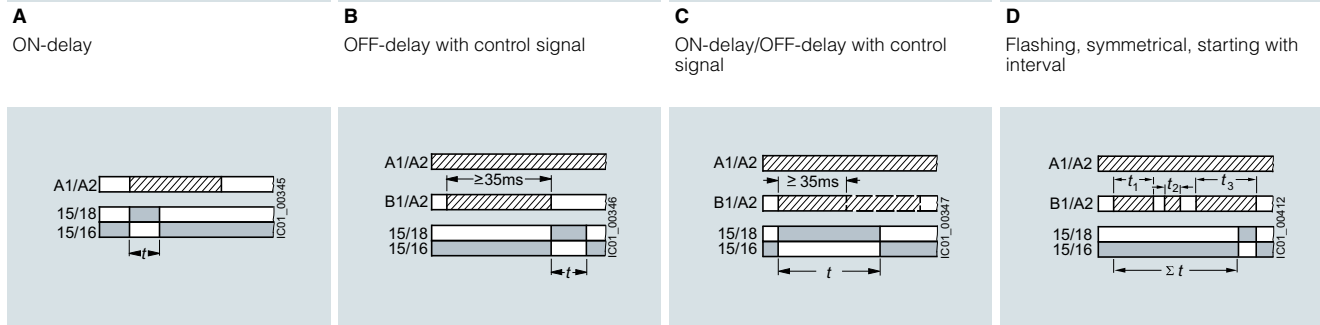 A
ON-delay
A1/A2
15/18
15/16
t
IC01_00345
B
OFF-delay with control signal
A1/A2
≥35ms
B1/A2
15/18
15/16
t
IC01_00346
C
ON-delay/OFF-delay with control
signal
A1/A2
≥ 35ms
B1/A2
15/18
15/16
t
IC01_00347
D
Flashing, symmetrical, starting with
interval
A1/A2
t1 t2 t3
B1/A2
15/18
15/16
Σ t
IC01_00412